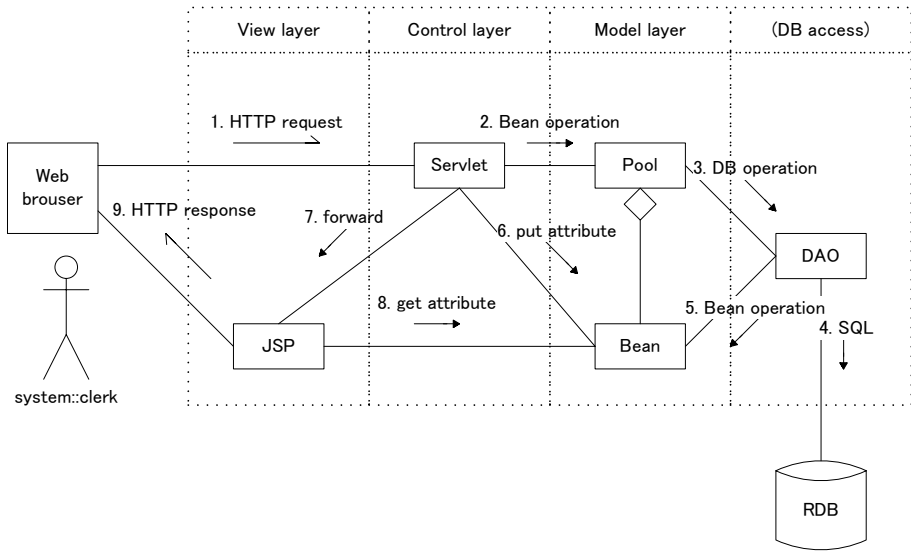 View layer
Control layer
Model layer
(DB access)
1. HTTP request
2. Bean operation
Web
brouser
Servlet
Pool
3. DB operation
9. HTTP response
7. forward
6. put attribute
DAO
8. get attribute
5. Bean operation
4. SQL
JSP
Bean
system::clerk
RDB